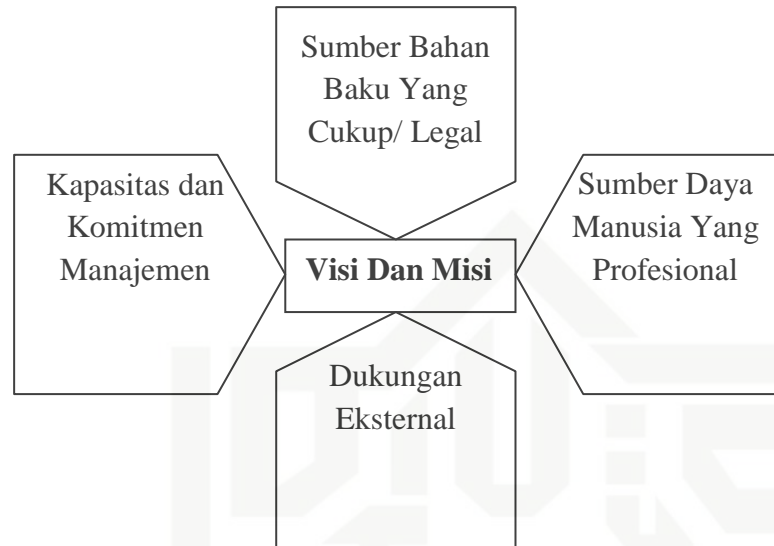 Sumber Bahan
Baku Yang
Cukup/ Legal
Kapasitas dan
Komitmen
Manajemen
Visi Dan Misi
Sumber Daya
Manusia Yang
Profesional
Dukungan
Eksternal